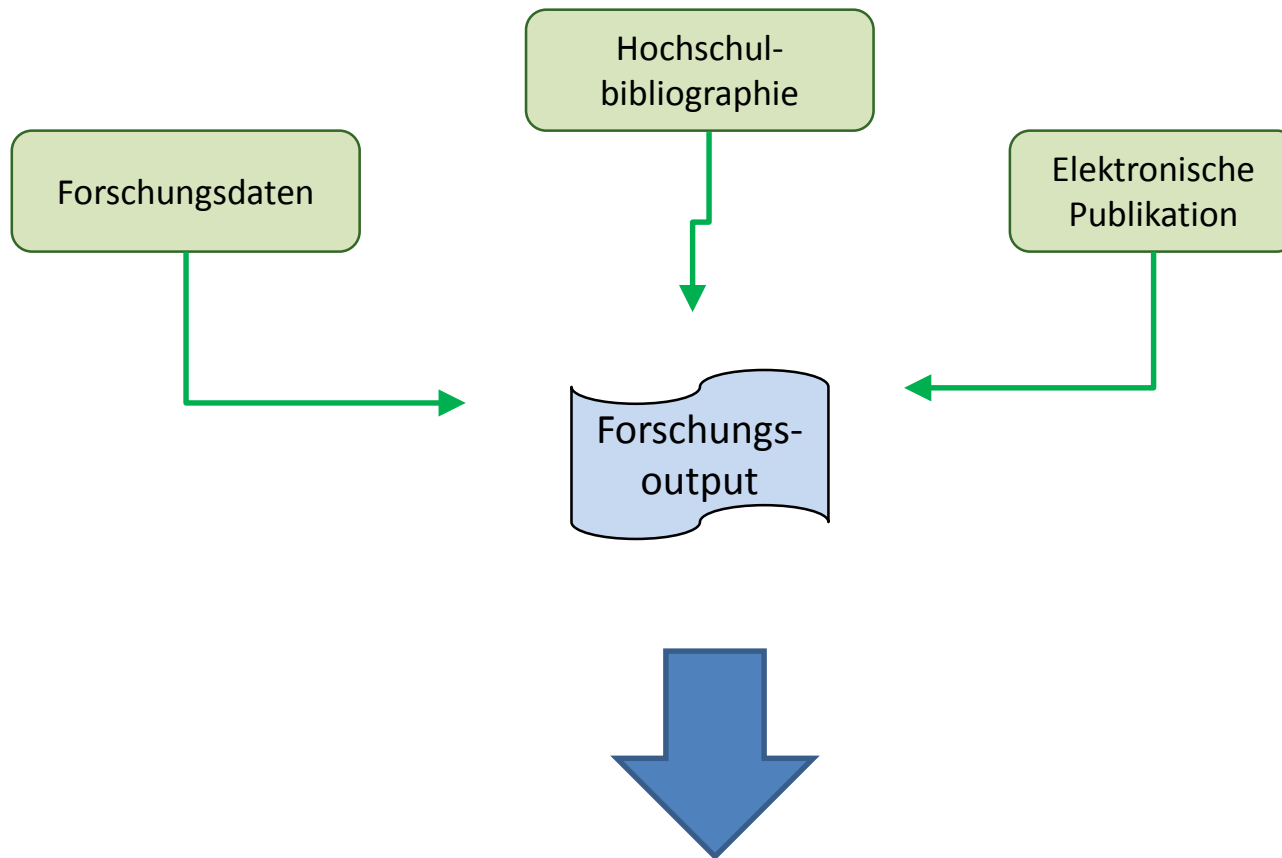 Hochschul-
bibliographie
Forschungsdaten
Elektronische
Publikation
Forschungs-
output